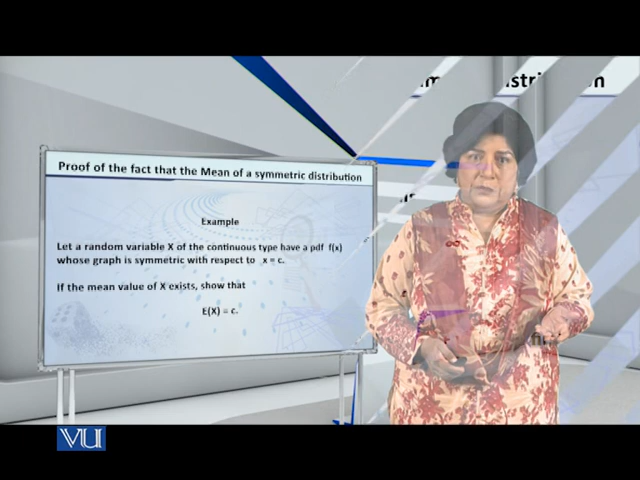 Proof of the fact that the Mean of a symmetric distribution
Example
Let a random variable X of the continuous type have a pdf f(x)
whose graph is symmetric with respect to x = c.
If the mean value of X exists, show that
E(X) = c.
VU